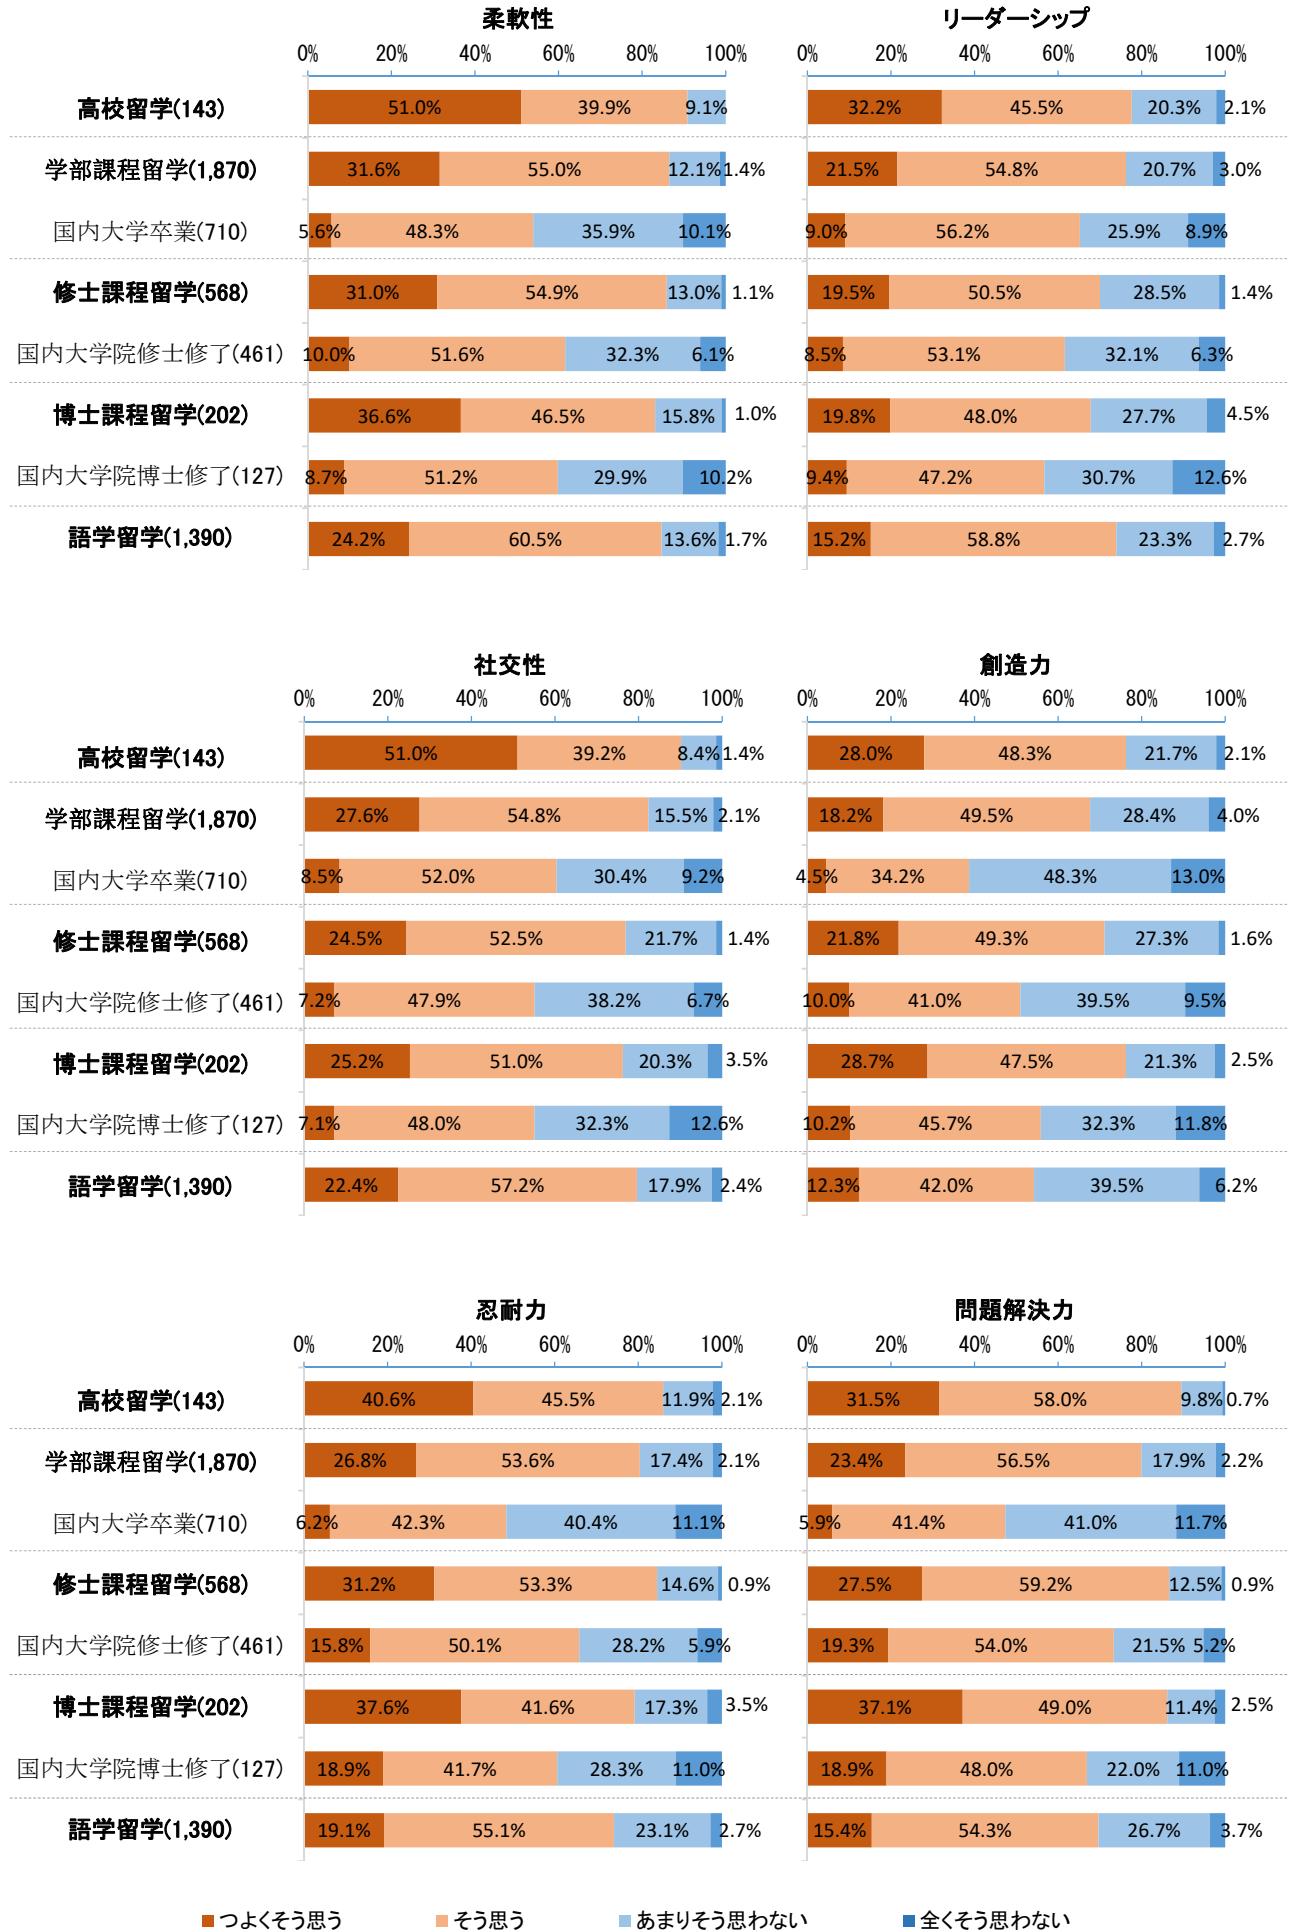 柔軟性 リーダーシップ
0% 20% 40% 60% 80% 100% 0% 20% 40% 60% 80% 100%
高校留学(143) 51.0% 39.9% 9.1% 32.2% 45.5% 20.3% 2.1%
学部課程留学(1,870) 31.6% 55.0% 12.1% 1.4% 21.5% 54.8% 20.7% 3.0%
国内大学卒業(710) 5.6% 48.3% 35.9% 10.1% 9.0% 56.2% 25.9% 8.9%
修士課程留学(568) 31.0% 54.9% 13.0% 1.1% 19.5% 50.5% 28.5% 1.4%
国内大学院修士修了(461) 10.0% 51.6% 32.3% 6.1% 8.5% 53.1% 32.1% 6.3%
博士課程留学(202) 36.6% 46.5% 15.8% 1.0% 19.8% 48.0% 27.7% 4.5%
国内大学院博士修了(127) 8.7% 51.2% 29.9% 10.2% 9.4% 47.2% 30.7% 12.6%
語学留学(1,390) 24.2% 60.5% 13.6% 1.7% 15.2% 58.8% 23.3% 2.7%
社交性 創造力
0% 20% 40% 60% 80% 100% 0% 20% 40% 60% 80% 100%
高校留学(143) 51.0% 39.2% 8.4% 1.4% 28.0% 48.3% 21.7% 2.1%
学部課程留学(1,870) 27.6% 54.8% 15.5% 2.1% 18.2% 49.5% 28.4% 4.0%
国内大学卒業(710) 8.5% 52.0% 30.4% 9.2% 4.5% 34.2% 48.3% 13.0%
修士課程留学(568) 24.5% 52.5% 21.7% 1.4% 21.8% 49.3% 27.3% 1.6%
国内大学院修士修了(461) 7.2% 47.9% 38.2% 6.7% 10.0% 41.0% 39.5% 9.5%
博士課程留学(202) 25.2% 51.0% 20.3% 3.5% 28.7% 47.5% 21.3% 2.5%
国内大学院博士修了(127) 7.1% 48.0% 32.3% 12.6% 10.2% 45.7% 32.3% 11.8%
語学留学(1,390) 22.4% 57.2% 17.9% 2.4% 12.3% 42.0% 39.5% 6.2%
忍耐力 問題解決力
0% 20% 40% 60% 80% 100% 0% 20% 40% 60% 80% 100%
高校留学(143) 40.6% 45.5% 11.9% 2.1% 31.5% 58.0% 9.8% 0.7%
学部課程留学(1,870) 26.8% 53.6% 17.4% 2.1% 23.4% 56.5% 17.9% 2.2%
国内大学卒業(710) 6.2% 42.3% 40.4% 11.1% 5.9% 41.4% 41.0% 11.7%
修士課程留学(568) 31.2% 53.3% 14.6% 0.9% 27.5% 59.2% 12.5% 0.9%
国内大学院修士修了(461) 15.8% 50.1% 28.2% 5.9% 19.3% 54.0% 21.5% 5.2%
博士課程留学(202) 37.6% 41.6% 17.3% 3.5% 37.1% 49.0% 11.4% 2.5%
国内大学院博士修了(127) 18.9% 41.7% 28.3% 11.0% 18.9% 48.0% 22.0% 11.0%
語学留学(1,390) 19.1% 55.1% 23.1% 2.7% 15.4% 54.3% 26.7% 3.7%
つよくそう思う そう思う あまりそう思わない 全くそう思わない